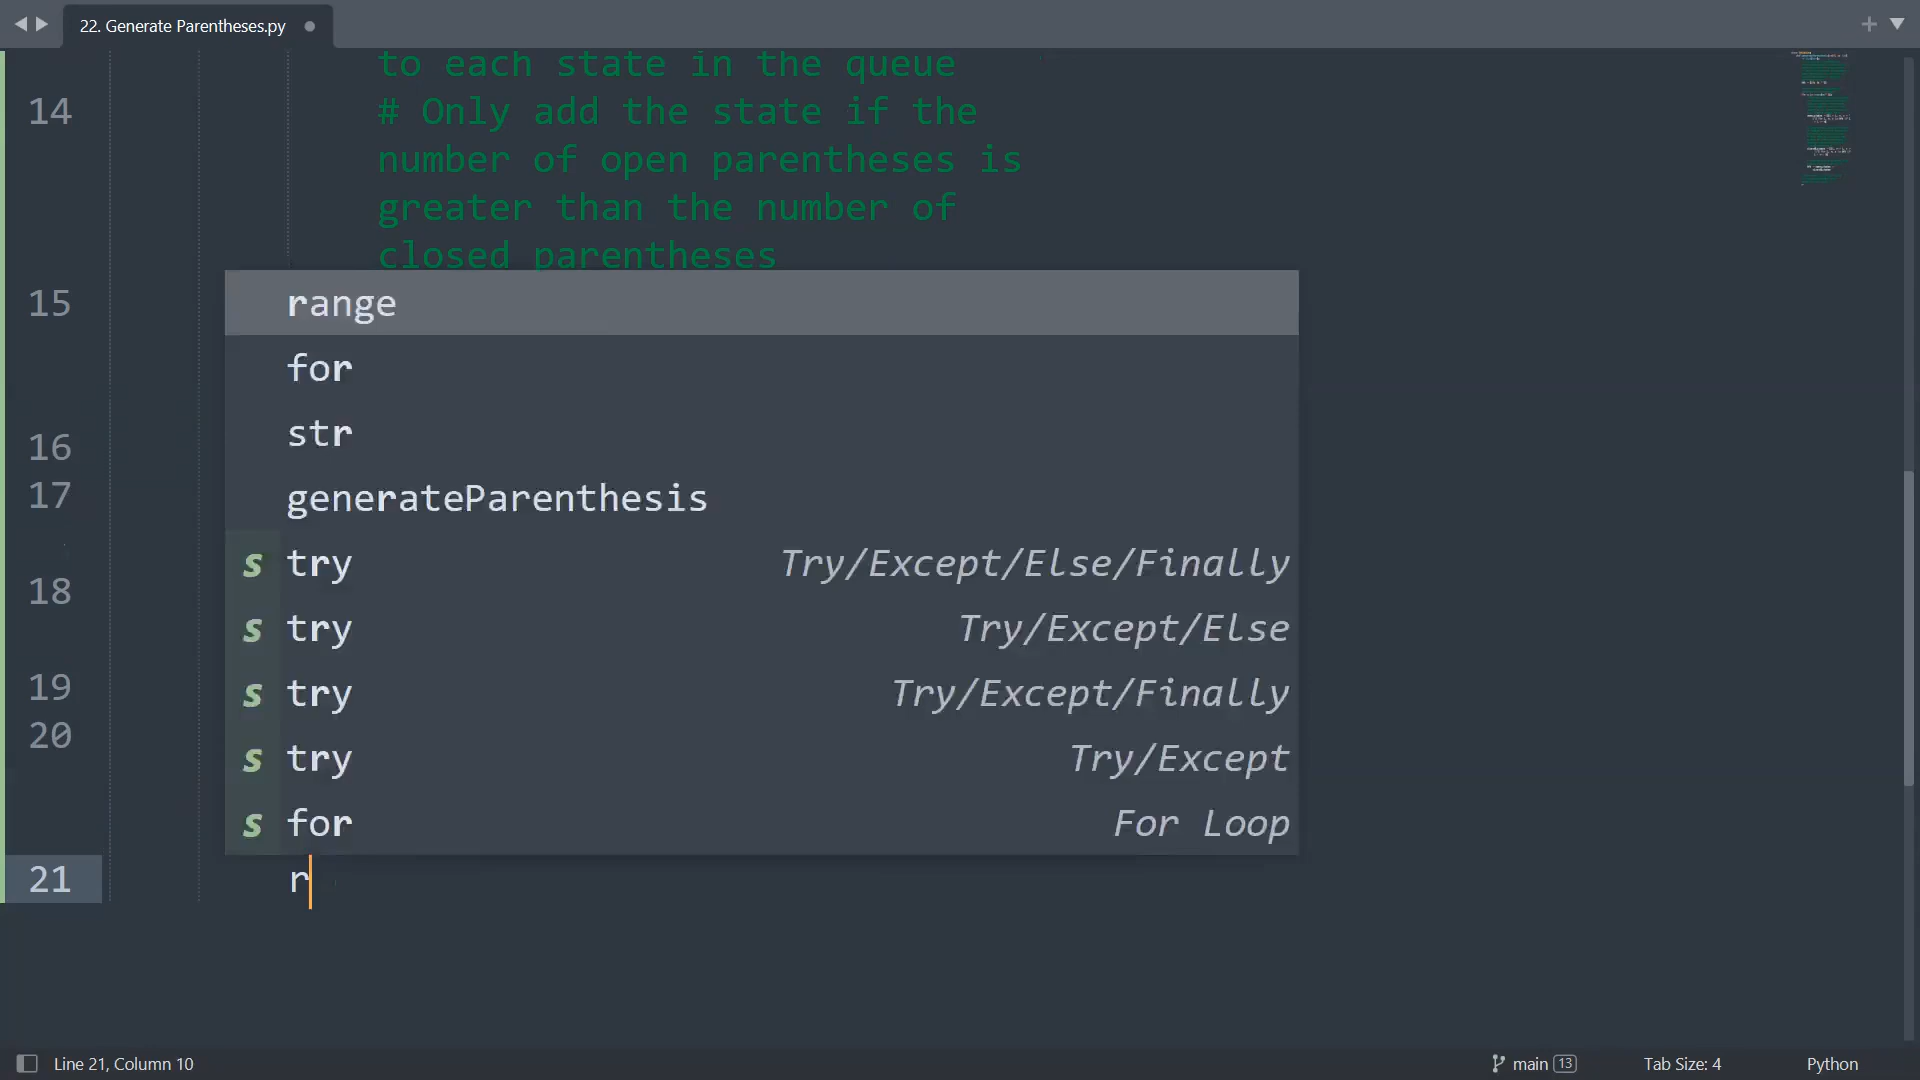 22. Generate Parentheses.py
to each state in the queue
14 # Only add the state if the
number of open parentheses is
greater than the number of
closed parentheses
15 range
for
str
16
17 generateParenthesis
s try Try/Except/Else/Finally
18
s try Try/Except/Else
19 s try Try/Except/Finally
20 s try Try/Except
s for For Loop
21 r
Line 21, Column 10 main 13 Tab Size: 4 Python